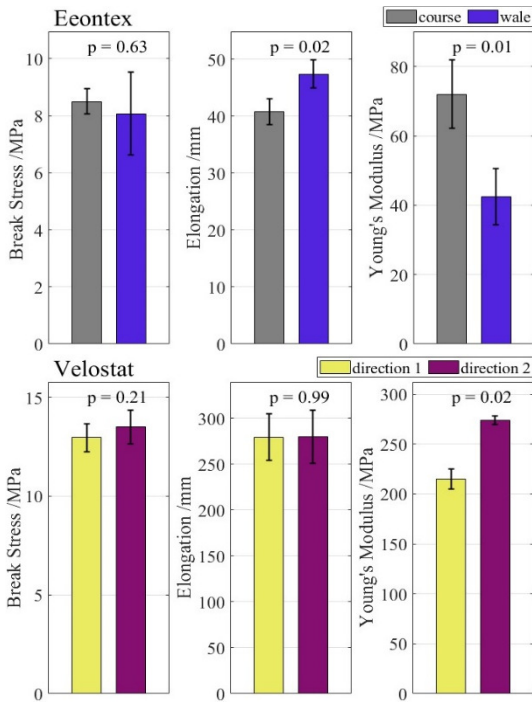 Eeontex
course wale
p = 0.63
Break Stress /MPa
10
8
6
4
2
0
p = 0.02
Elongation /mm
50
40
30
20
10
0
p = 0.01
Young's Modulus /MPa
80
60
40
20
0
Velostat
direction 1 direction 2
p = 0.21
Break Stress /MPa
15
10
5
0
p = 0.99
Elongation /mm
300
250
200
150
100
50
0
p = 0.02
Young's Modulus /MPa
300
250
200
150
100
50
0